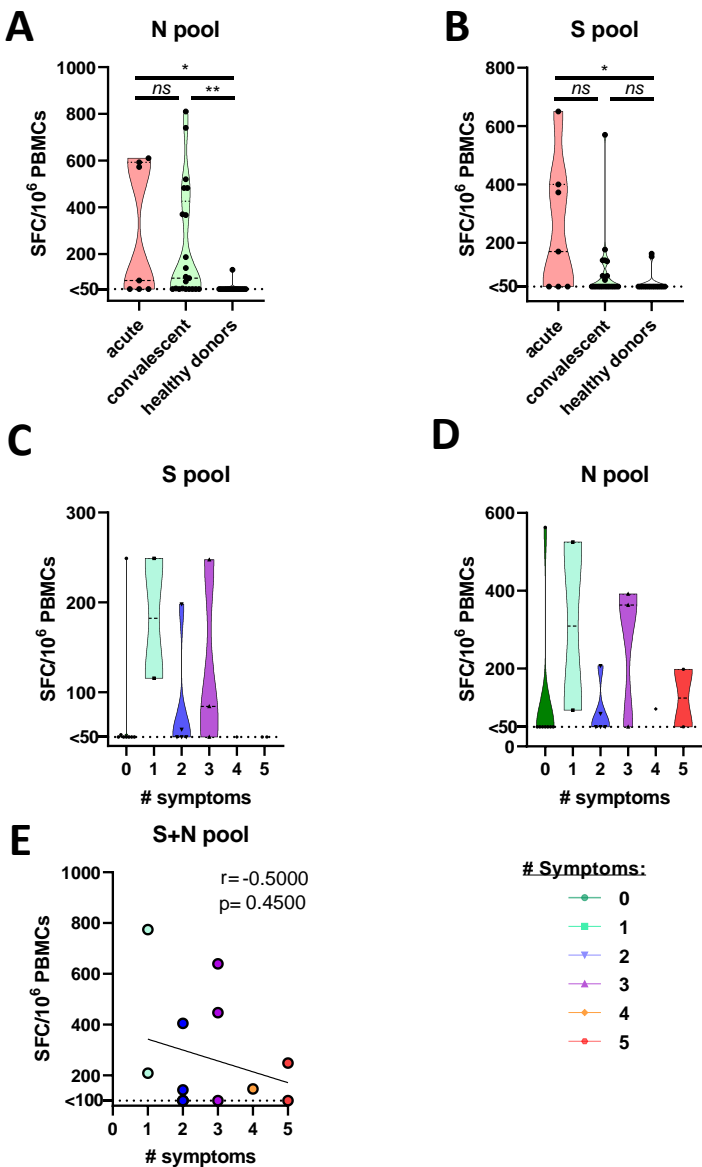 A
N pool
1000
800
600
400
200
<50
SFC/10⁶ PBMCs
*
ns
**
acute
convalescent
healthy donors
B
S pool
800
600
400
200
<50
SFC/10⁶ PBMCs
*
ns
ns
acute
convalescent
healthy donors
C
S pool
300
200
100
<50
SFC/10⁶ PBMCs
0 1 2 3 4 5
# symptoms
D
N pool
600
400
200
<50
0
SFC/10⁶ PBMCs
0 1 2 3 4 5
# symptoms
E
S+N pool
r= -0.5000
p= 0.4500
1000
800
600
400
200
<100
SFC/10⁶ PBMCs
0 1 2 3 4 5
# symptoms
# Symptoms:
0
1
2
3
4
5